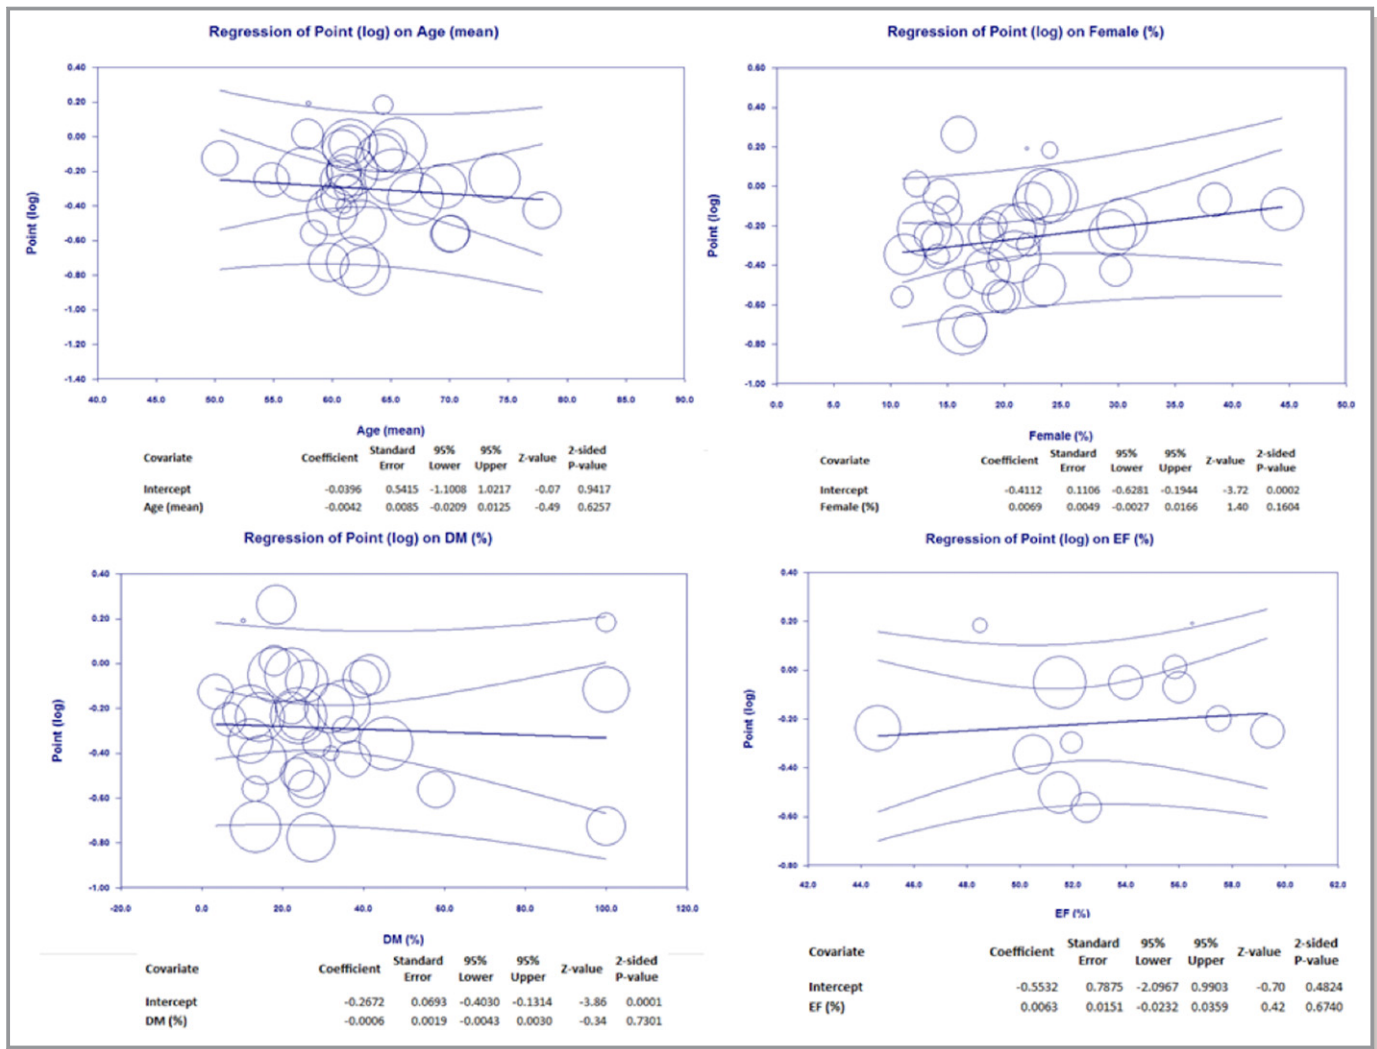 Regression of Point (log) on Age (mean)
0.40
0.20
0.00
-0.20
-0.40
-0.60
-0.80
-1.00
-1.20
-1.40
Point (log)
40.0 45.0 50.0 55.0 60.0 65.0 70.0 75.0 80.0 85.0 90.0
Age (mean)
Covariate Coefficient Standard Error 95% Lower 95% Upper Z-value 2-sided P-value
Intercept -0.0396 0.5415 -1.1008 1.0217 -0.07 0.9417
Age (mean) -0.0042 0.0085 -0.0209 0.0125 -0.49 0.6257
Regression of Point (log) on Female (%)
0.60
0.40
0.20
0.00
-0.20
-0.40
-0.60
-0.80
-1.00
Point (log)
0.0 5.0 10.0 15.0 20.0 25.0 30.0 35.0 40.0 45.0 50.0
Female (%)
Covariate Coefficient Standard Error 95% Lower 95% Upper Z-value 2-sided P-value
Intercept -0.4112 0.1106 -0.6281 -0.1944 -3.72 0.0002
Female (%) 0.0069 0.0049 -0.0027 0.0166 1.40 0.1604
Regression of Point (log) on DM (%)
0.40
0.20
0.00
-0.20
-0.40
-0.60
-0.80
-1.00
Point (log)
-20.0 0.0 20.0 40.0 60.0 80.0 100.0 120.0
DM (%)
Covariate Coefficient Standard Error 95% Lower 95% Upper Z-value 2-sided P-value
Intercept -0.2672 0.0693 -0.4030 -0.1314 -3.86 0.0001
DM (%) -0.0006 0.0019 -0.0043 0.0030 -0.34 0.7301
Regression of Point (log) on EF (%)
0.40
0.20
0.00
-0.20
-0.40
-0.60
-0.80
Point (log)
42.0 44.0 46.0 48.0 50.0 52.0 54.0 56.0 58.0 60.0 62.0
EF (%)
Covariate Coefficient Standard Error 95% Lower 95% Upper Z-value 2-sided P-value
Intercept -0.5532 0.7875 -2.0967 0.9903 -0.70 0.4824
EF (%) 0.0063 0.0151 -0.0232 0.0359 0.42 0.6740